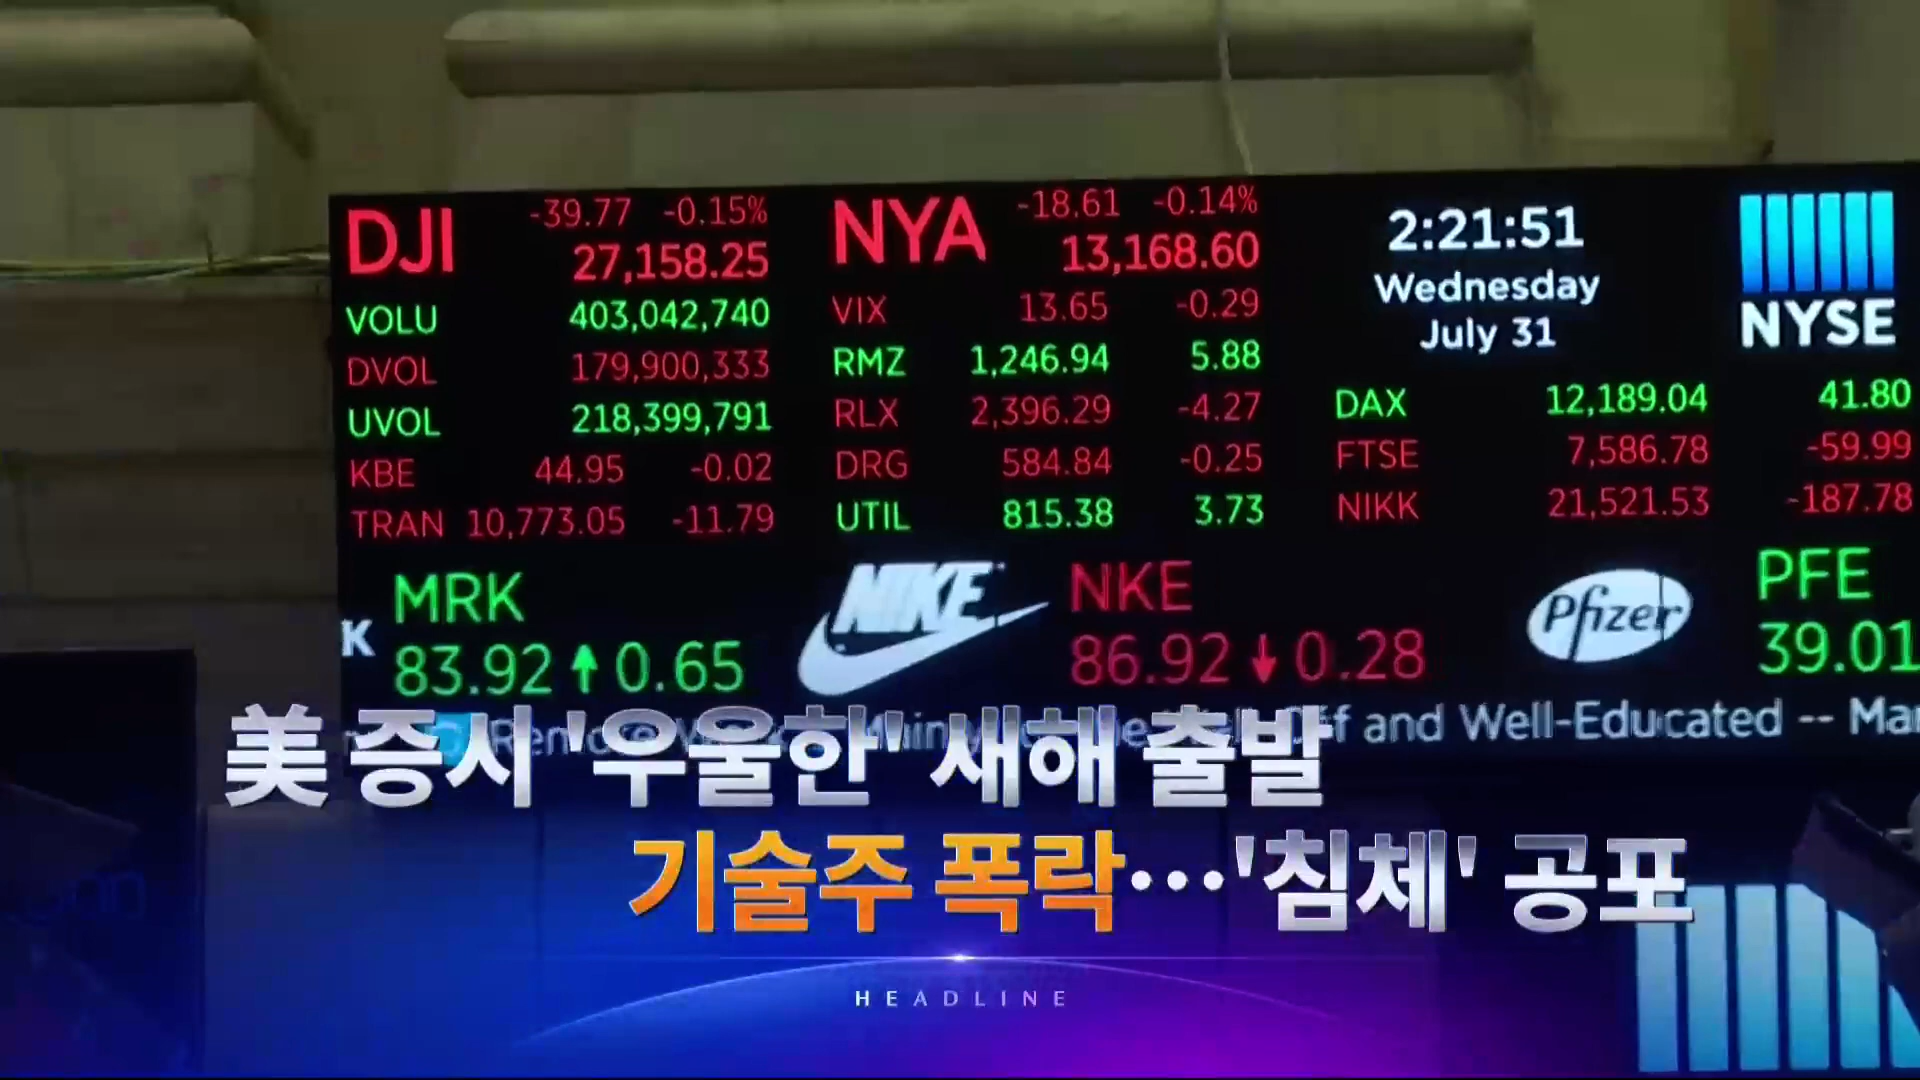 DJI -39.77 -0.15%
27,158.25
VOLU 403,042,740
DVOL 179,900,333
UVOL 218,399,791
KBE 44.95 -0.02
TRAN 10,773.05 -11.79
NYA -18.61 -0.14%
13,168.60
VIX 13.65 -0.29
RMZ 1,246.94 5.88
RLX 2,396.29 -4.27
DRG 584.84 -0.25
UTIL 815.38 3.73
2:21:51
Wednesday
July 31
NYSE
DAX 12,189.04 41.80
FTSE 7,586.78 -59.99
NIKK 21,521.53 -187.78
K MRK
83.92 ↑ 0.65
NIKE NKE
86.92 ↓ 0.28
Pfizer PFE
39.01
and Well-Educated --
美 증시 '우울한' 새해 출발
기술주 폭락…'침체' 공포
HEADLINE